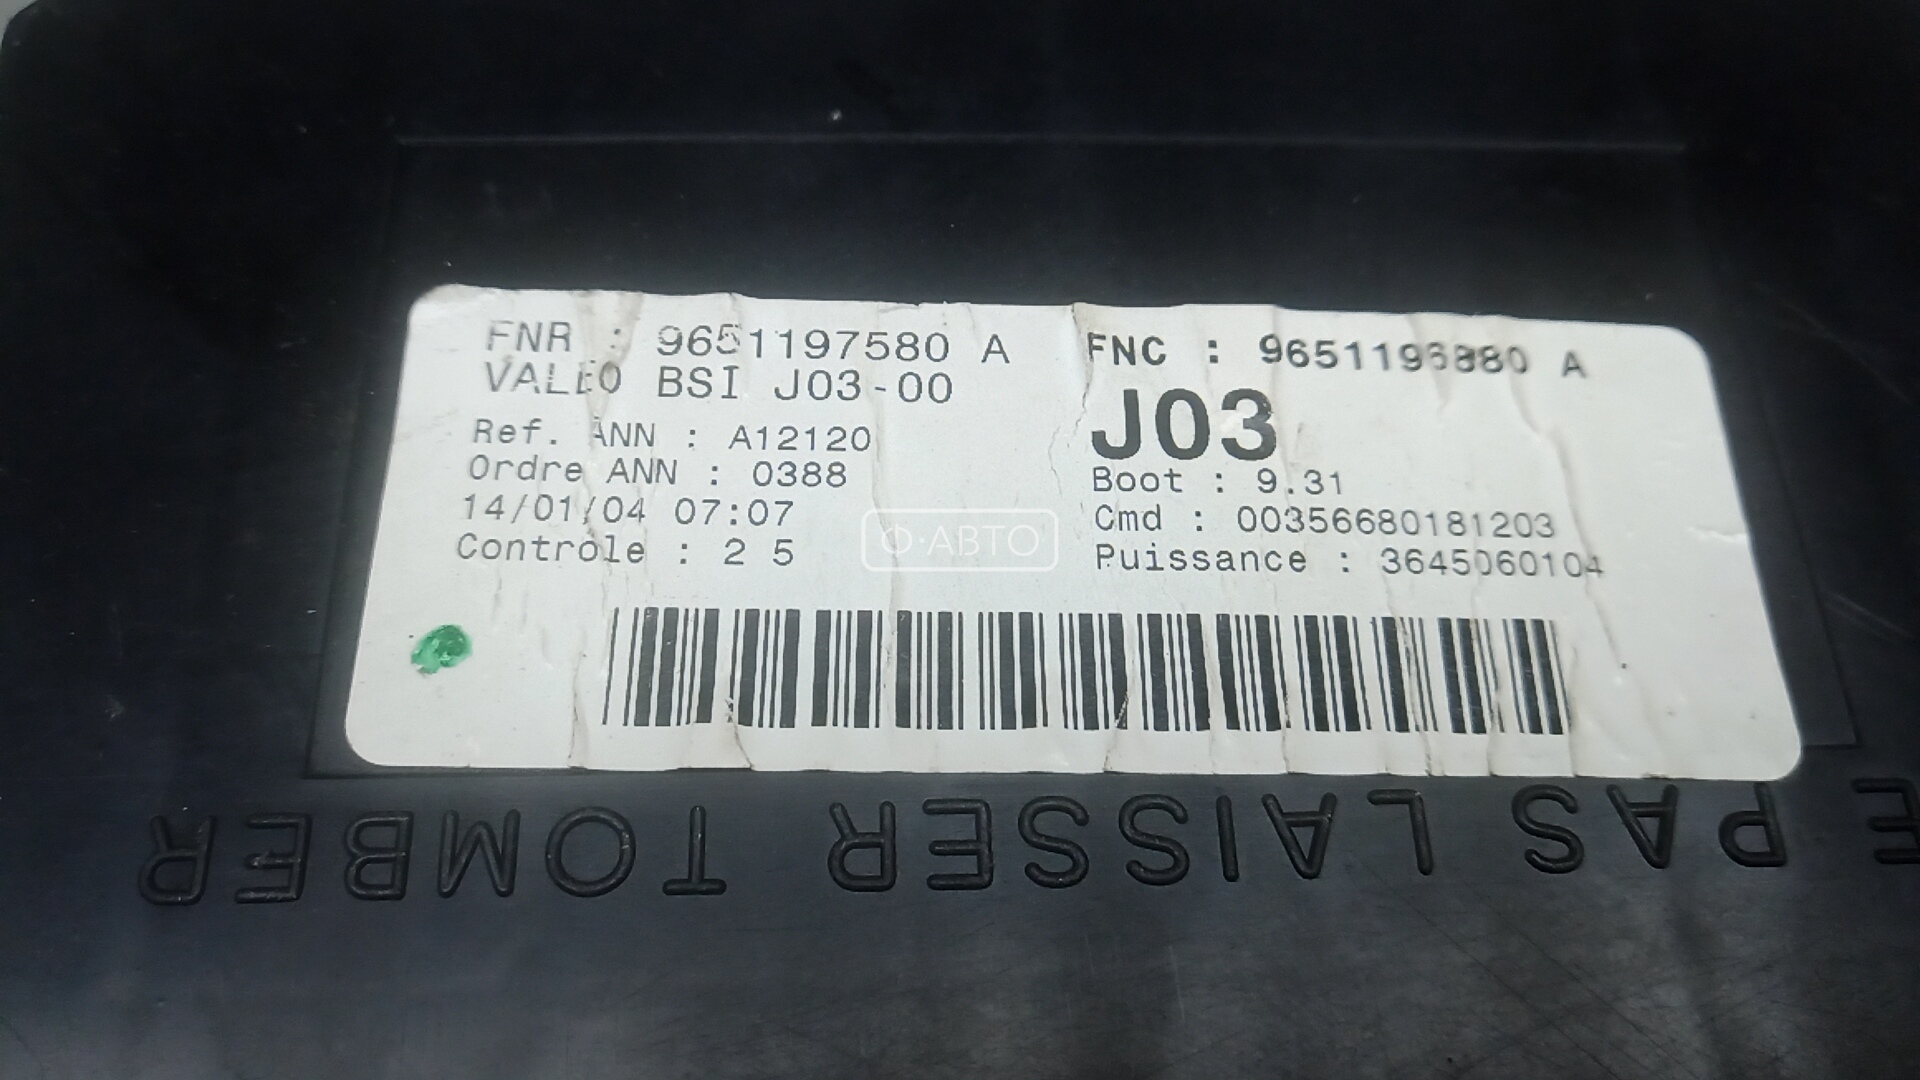 FNR : 9651197580 A
FNC : 9651196880 A
VALEO BSI J03-00
J03
Ref. ANN : A12120
Ordre ANN : 0388
Boot : 9.31
14/01/04 07:07
Cmd : 00356680181203
Contrôle : 2 5
Puissance : 3645060104
Ф·АВТО
E PAS LAISSER TOMBER